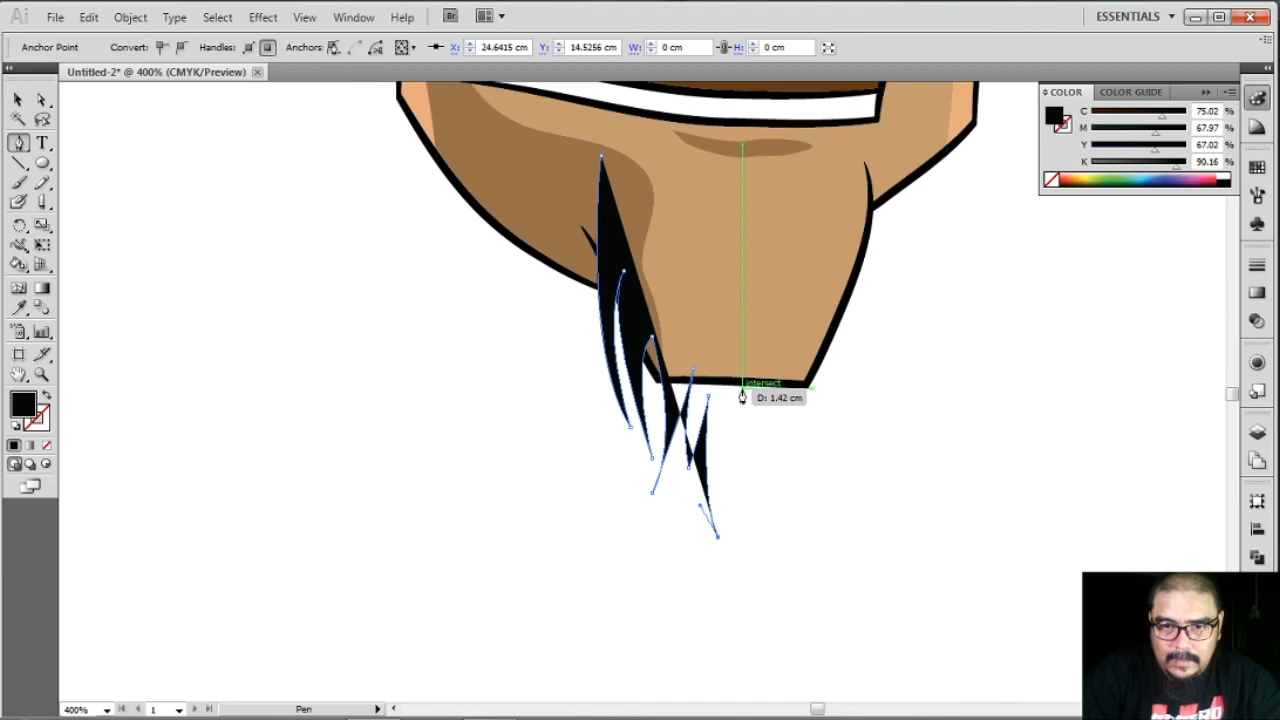 Ai File Edit Object Type Select Effect View Window Help Br ESSENTIALS
Anchor Point Convert: Handles: Anchors: X: 24.6415 cm Y: 14.5256 cm W: 0 cm H: 0 cm
Untitled-2* @ 400% (CMYK/Preview)
COLOR COLOR GUIDE
C 75.02 %
M 67.97 %
Y 67.02 %
K 90.16 %
T
intersect
D: 1.42 cm
400% 1 Pen